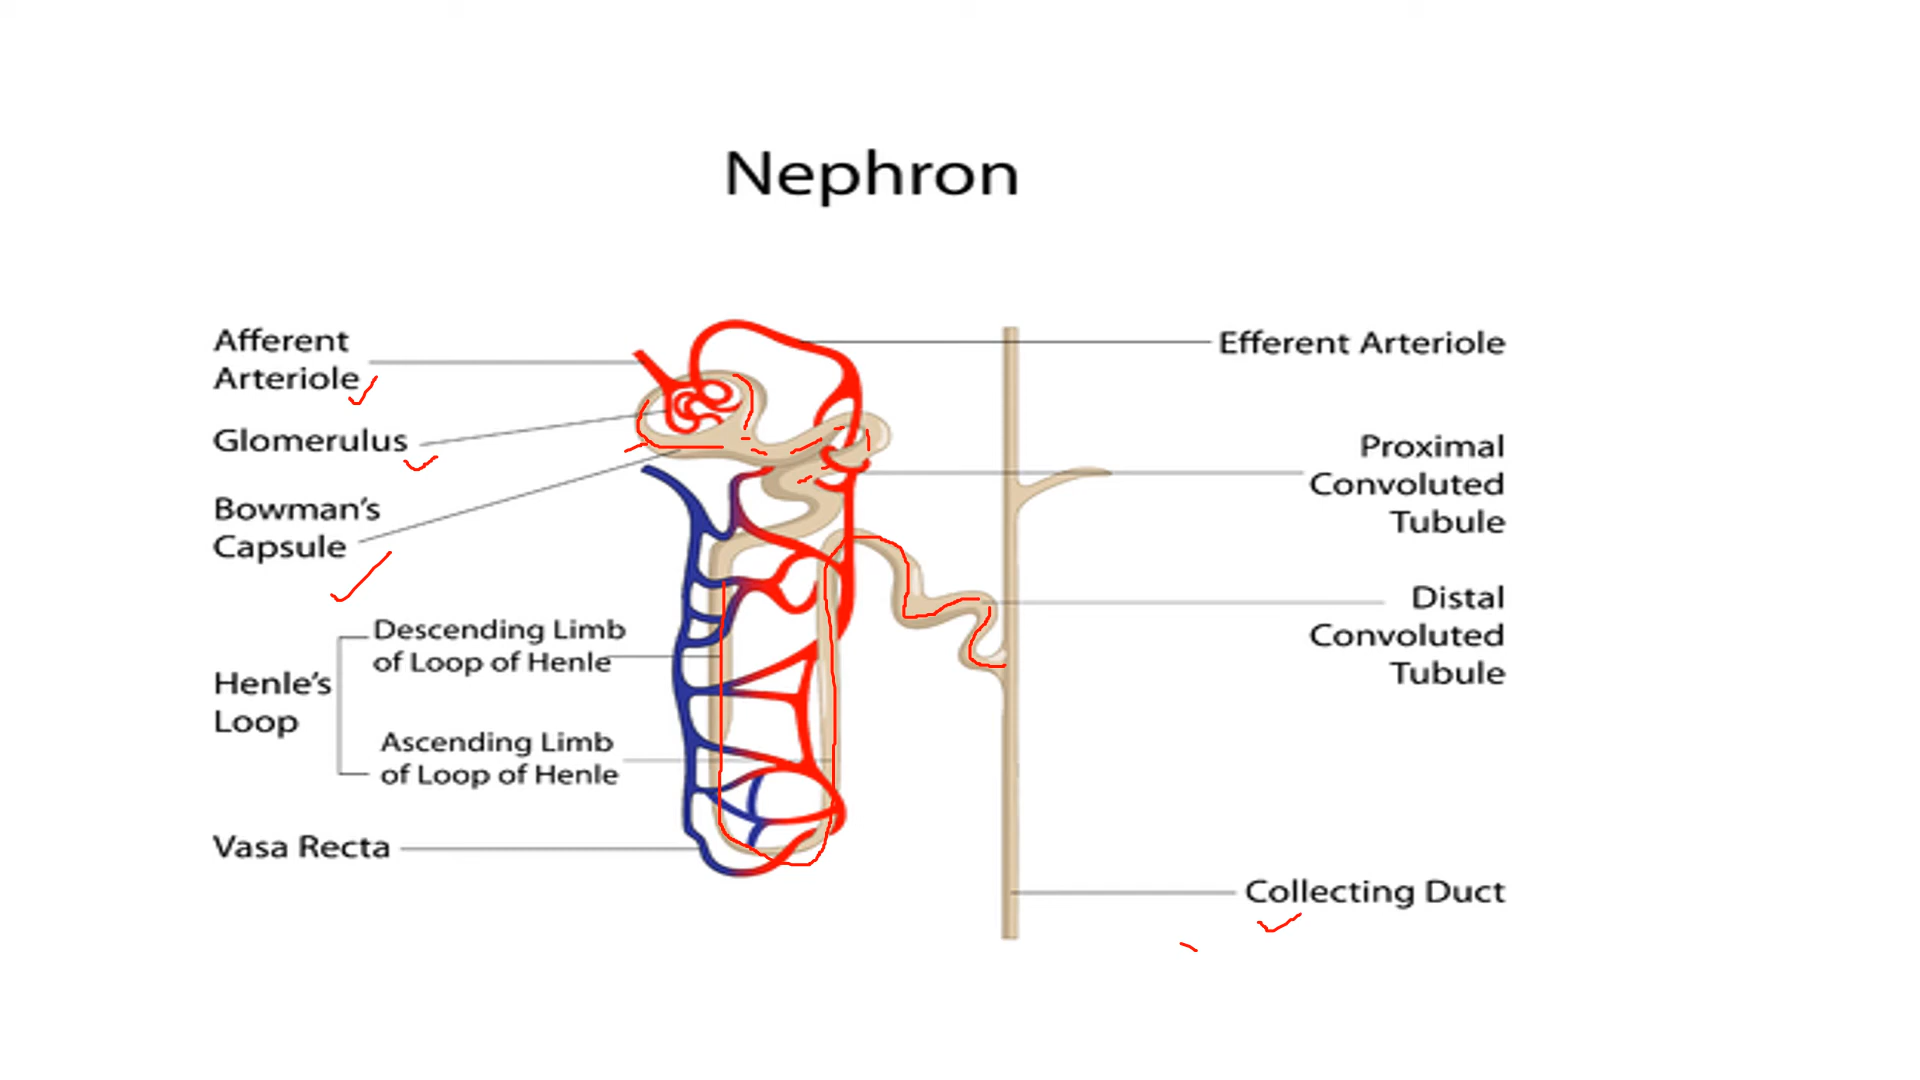 Nephron
Afferent
Arteriole
Glomerulus
Bowman's
Capsule
Henle's
Loop
Descending Limb
of Loop of Henle
Ascending Limb
of Loop of Henle
Vasa Recta
Efferent Arteriole
Proximal
Convoluted
Tubule
Distal
Convoluted
Tubule
Collecting Duct